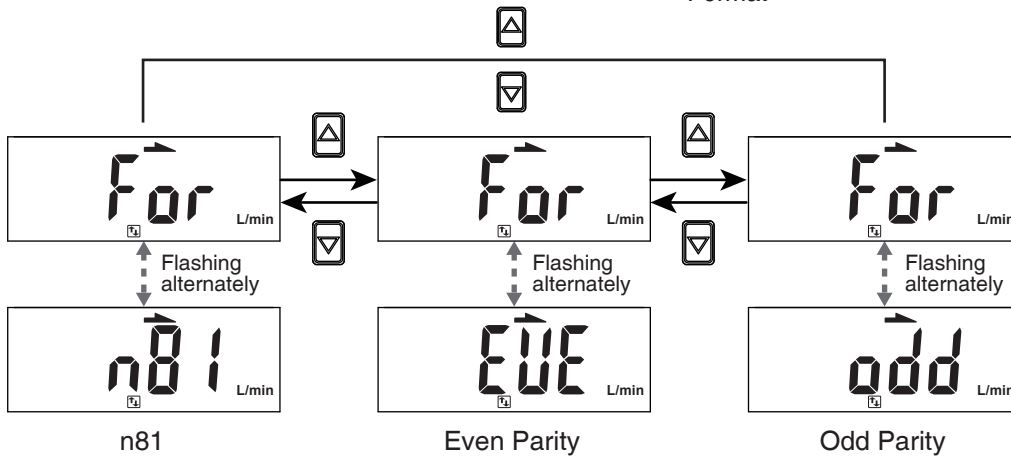 For L/min
For L/min
For L/min
Flashing alternately
Flashing alternately
Flashing alternately
n81 L/min
EVE L/min
odd L/min
n81
Even Parity
Odd Parity